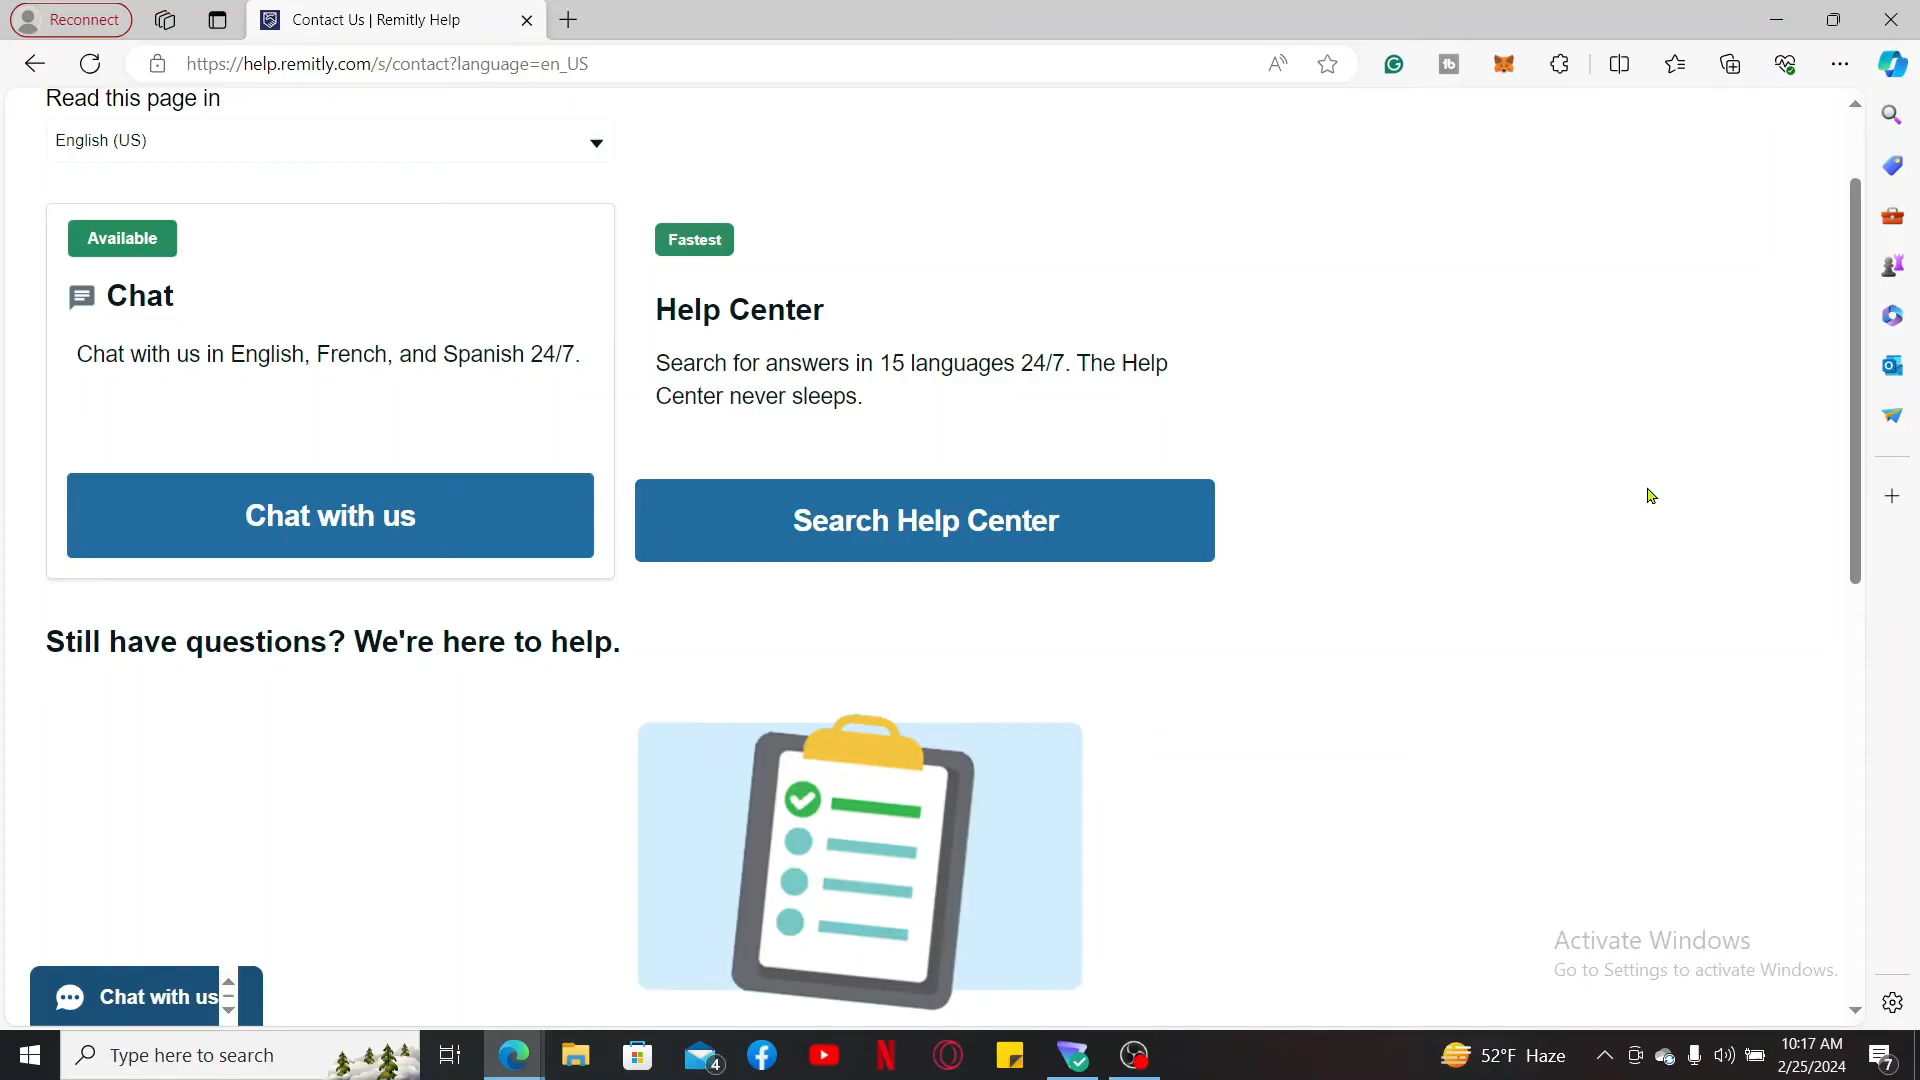 Reconnect
Contact Us | Remitly Help
https://help.remitly.com/s/contact?language=en_US
Read this page in
English (US)
Available
Chat
Chat with us in English, French, and Spanish 24/7.
Chat with us
Fastest
Help Center
Search for answers in 15 languages 24/7. The Help
Center never sleeps.
Search Help Center
Still have questions? We're here to help.
Activate Windows
Go to Settings to activate Windows.
Chat with us
Type here to search
4
52°F Haze
10:17 AM
2/25/2024
7